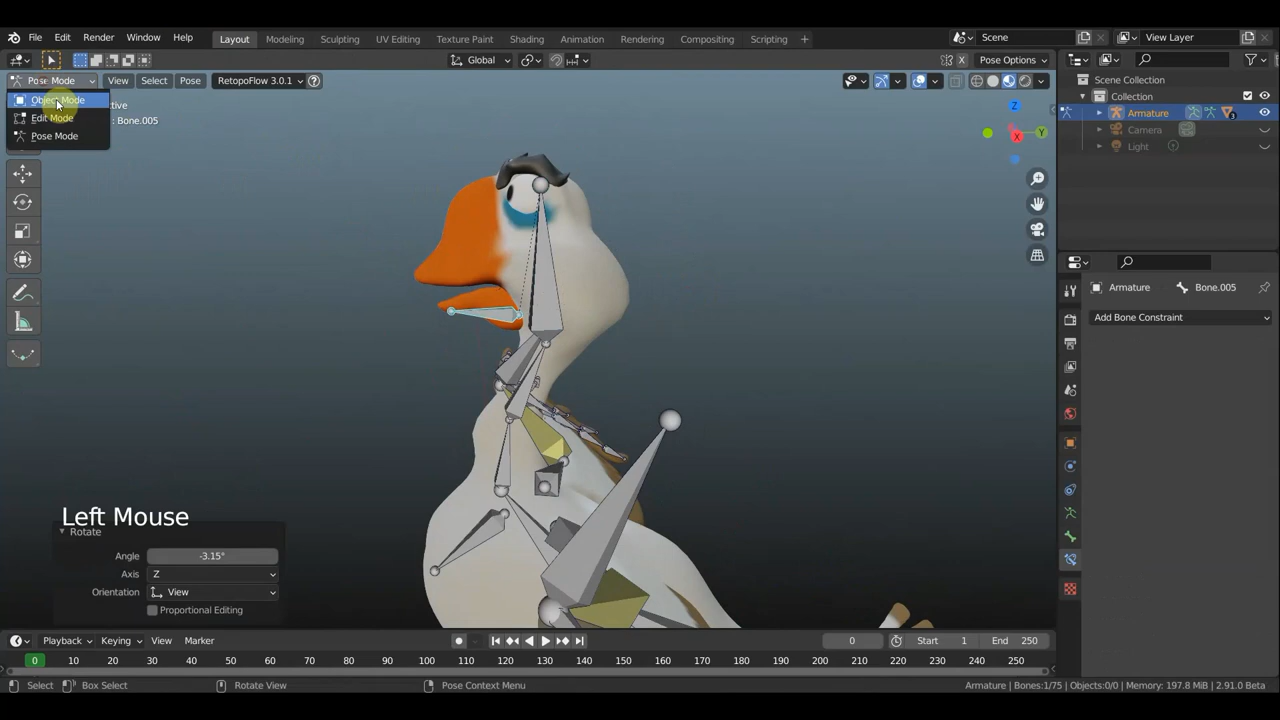 File Edit Render Window Help Layout Modeling Sculpting UV Editing Texture Paint Shading Animation Rendering Compositing Scripting + Scene View Layer
Global Pose Options
Pose Mode View Select Pose RetopoFlow 3.0.1 Scene Collection
Object Mode tive Collection
Edit Mode : Bone.005 Armature
Pose Mode Camera
Light
X Y Z
Armature Bone.005
Add Bone Constraint
Left Mouse
Rotate
Angle -3.15°
Axis Z
Orientation View
Proportional Editing
Playback Keying View Marker 0 Start 1 End 250
0 10 20 30 40 50 60 70 80 90 100 110 120 130 140 150 160 170 180 190 200 210 220 230 240 250
Select Box Select Rotate View Pose Context Menu Armature | Bones:1/75 | Objects:0/0 | Memory: 197.8 MiB | 2.91.0 Beta